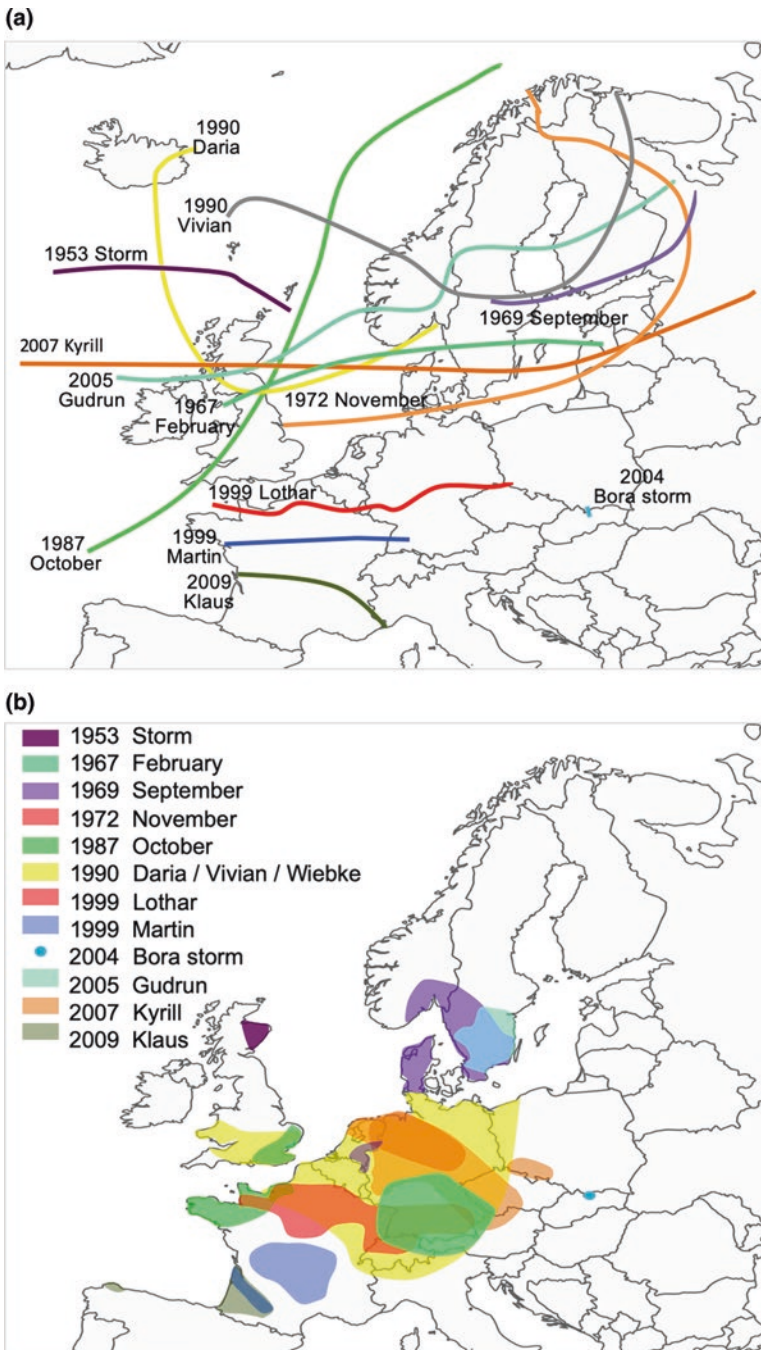 (a)
1990
Daria
1990
Vivian
1953 Storm
1969 September
2007 Kyrill
2005
Gudrun
1967
February
1972 November
2004
Bora storm
1999 Lothar
1987
October
1999
Martin
2009
Klaus
(b)
1953 Storm
1967 February
1969 September
1972 November
1987 October
1990 Daria / Vivian / Wiebke
1999 Lothar
1999 Martin
2004 Bora storm
2005 Gudrun
2007 Kyrill
2009 Klaus